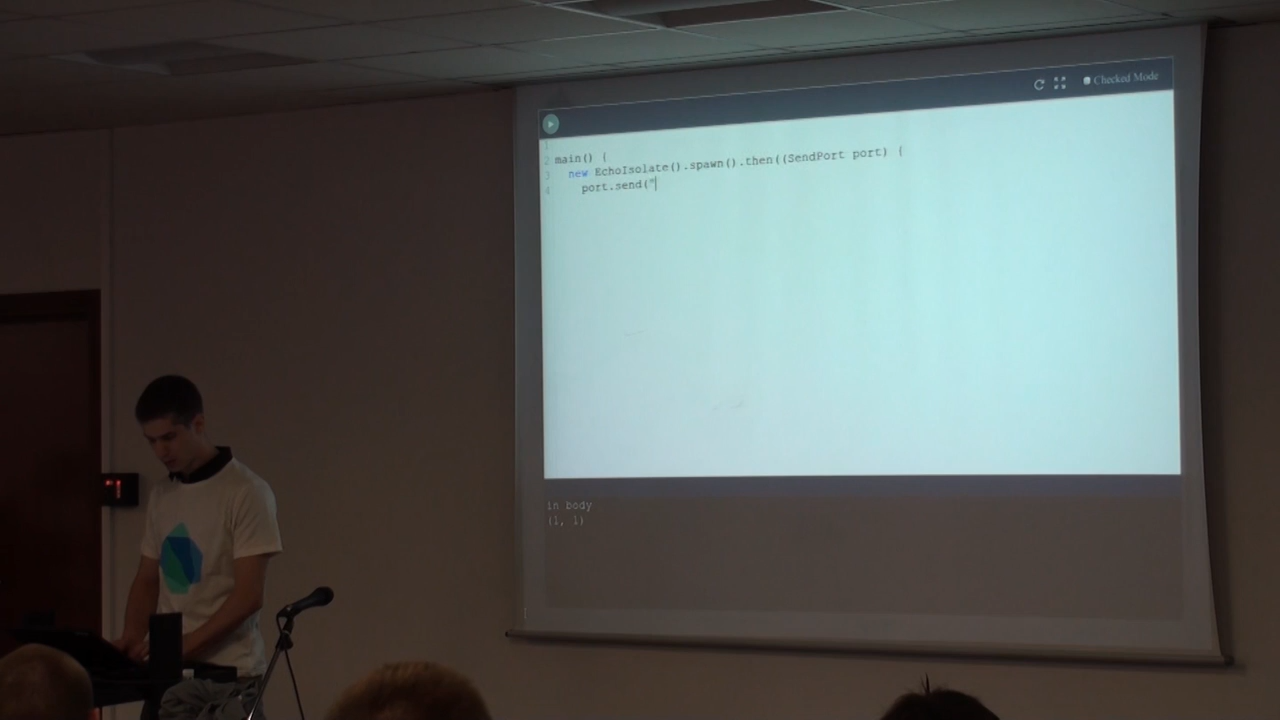 Checked Mode
1
2 main() {
3 new EchoIsolate().spawn().then((SendPort port) {
4 port.send("
in body
(1, 1)